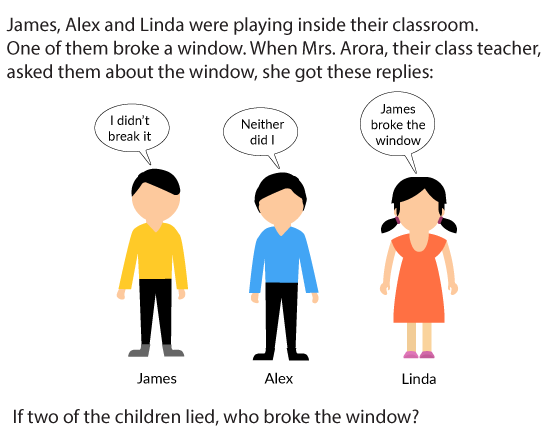 James, Alex and Linda were playing inside their classroom.
One of them broke a window. When Mrs. Arora, their class teacher,
asked them about the window, she got these replies:
I didn't
break it
Neither
did I
James
broke the
window
James
Alex
Linda
If two of the children lied, who broke the window?